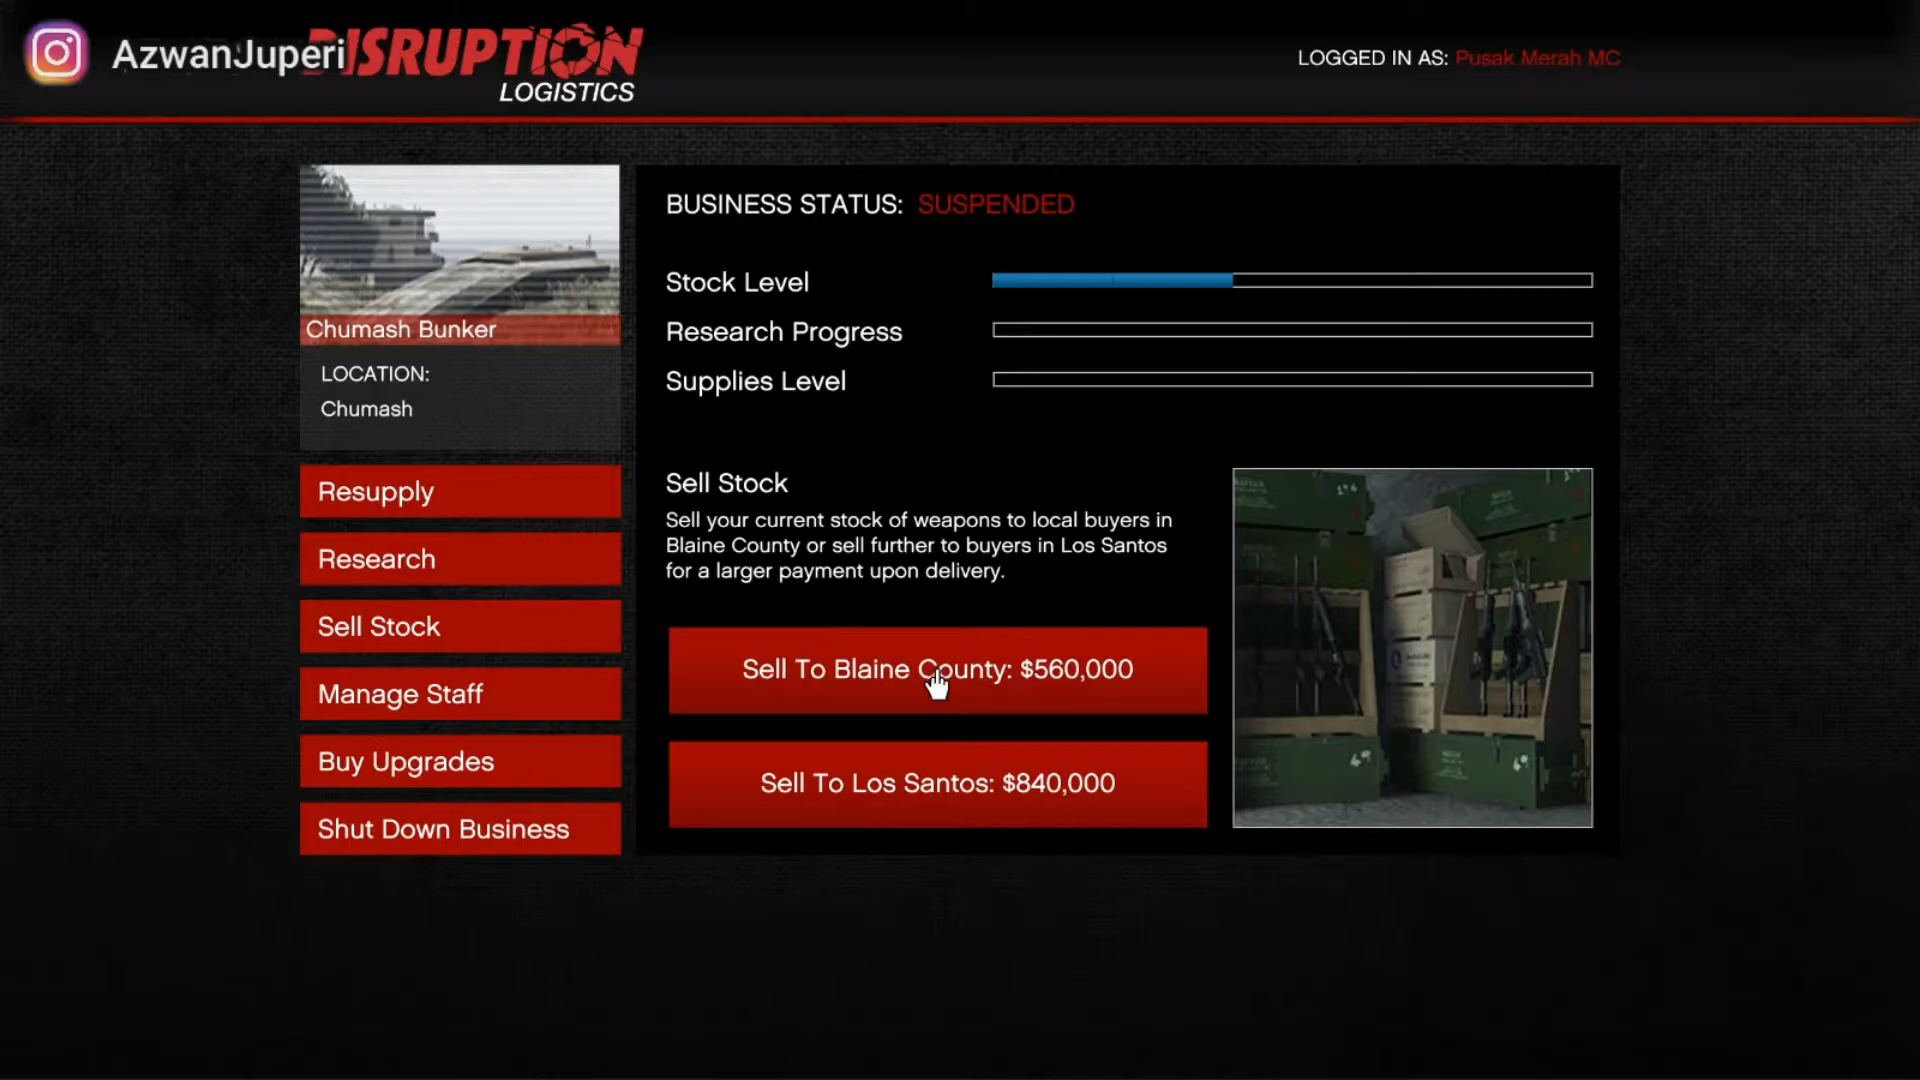 AzwanJuperi
DISRUPTION
LOGISTICS
LOGGED IN AS: Pusak Merah MC
Chumash Bunker
LOCATION:
Chumash
Resupply
Research
Sell Stock
Manage Staff
Buy Upgrades
Shut Down Business
BUSINESS STATUS: SUSPENDED
Stock Level
Research Progress
Supplies Level
Sell Stock
Sell your current stock of weapons to local buyers in
Blaine County or sell further to buyers in Los Santos
for a larger payment upon delivery.
Sell To Blaine County: $560,000
Sell To Los Santos: $840,000